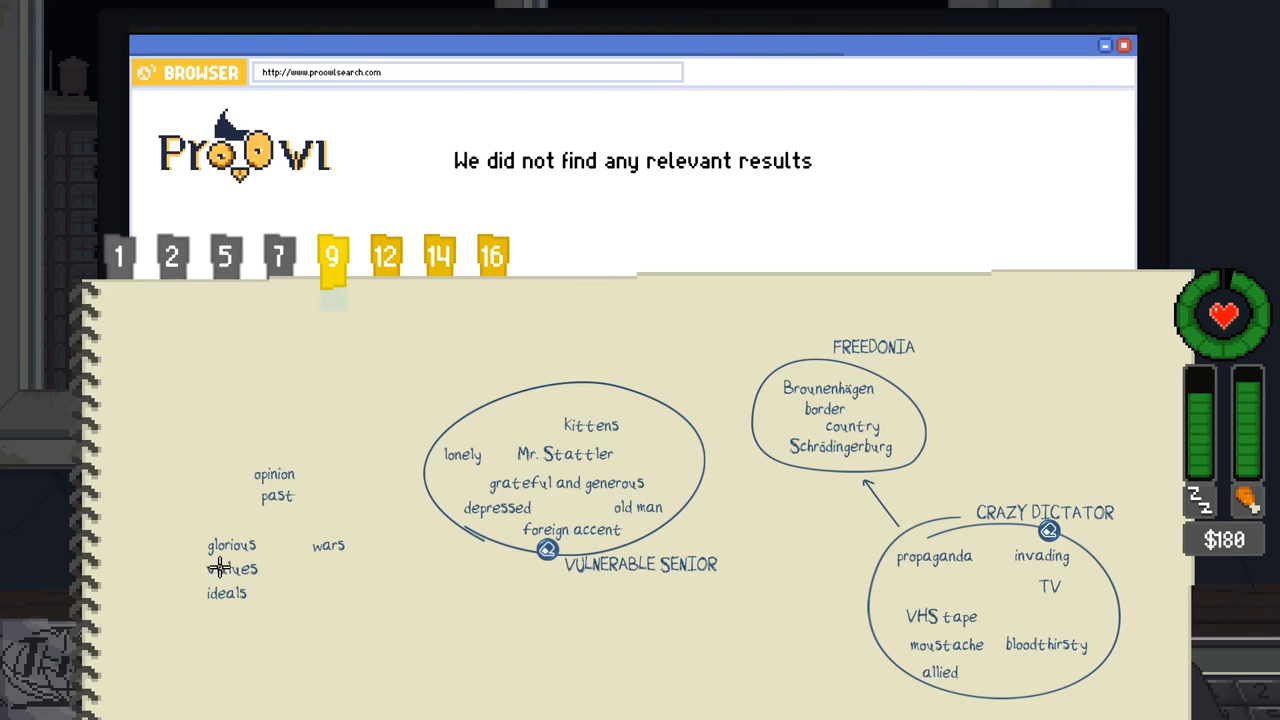 BROWSER
http://www.proowlsearch.com
PrOOwl
We did not find any relevant results
1 2 5 7 9 12 14 16
FREEDONIA
Brounenhägen
border
country
Schrödingerburg
kittens
lonely Mr. Stattler
grateful and generous
depressed old man
foreign accent
VULNERABLE SENIOR
opinion
past
glorious wars
values
ideals
CRAZY DICTATOR
propaganda invading
TV
VHS tape
moustache bloodthirsty
allied
$180